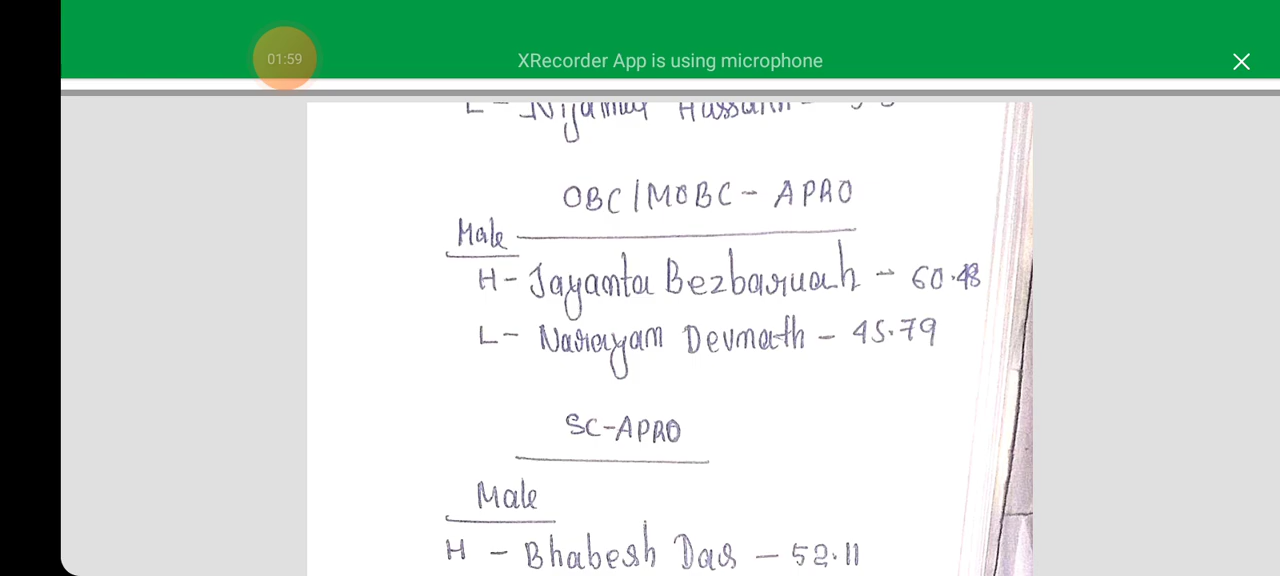 01:59
XRecorder App is using microphone
OBC/MOBC - APRO
Male
H - Jayanta Bezbaruah - 60.48
L - Narayam Devnath - 45.79
SC-APRO
Male
H - Bhabesh Das - 52.11